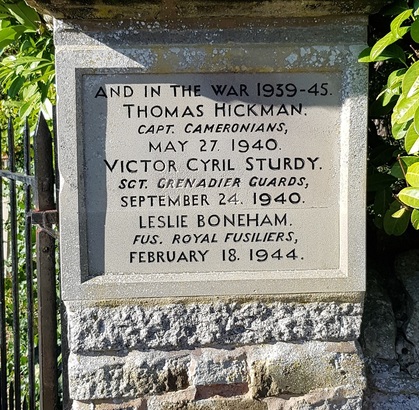 AND IN THE WAR 1939-45.
THOMAS HICKMAN.
CAPT. CAMERONIANS,
MAY 27. 1940.
VICTOR CYRIL STURDY.
SGT. GRENADIER GUARDS,
SEPTEMBER 24. 1940.
LESLIE BONEHAM.
FUS. ROYAL FUSILIERS,
FEBRUARY 18. 1944.